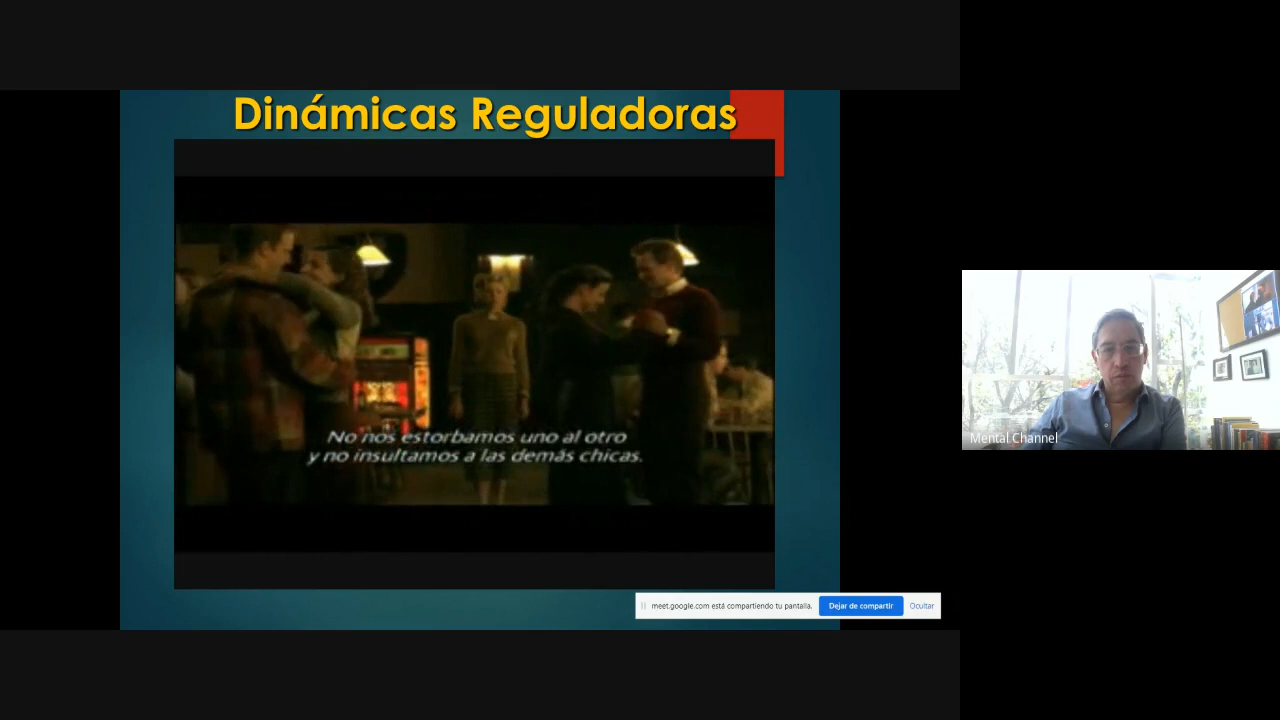 Dinámicas Reguladoras
No nos estorbamos uno al otro
y no insultamos a las demás chicas.
Mental Channel
meet.google.com está compartiendo tu pantalla.
Dejar de compartir
Ocultar